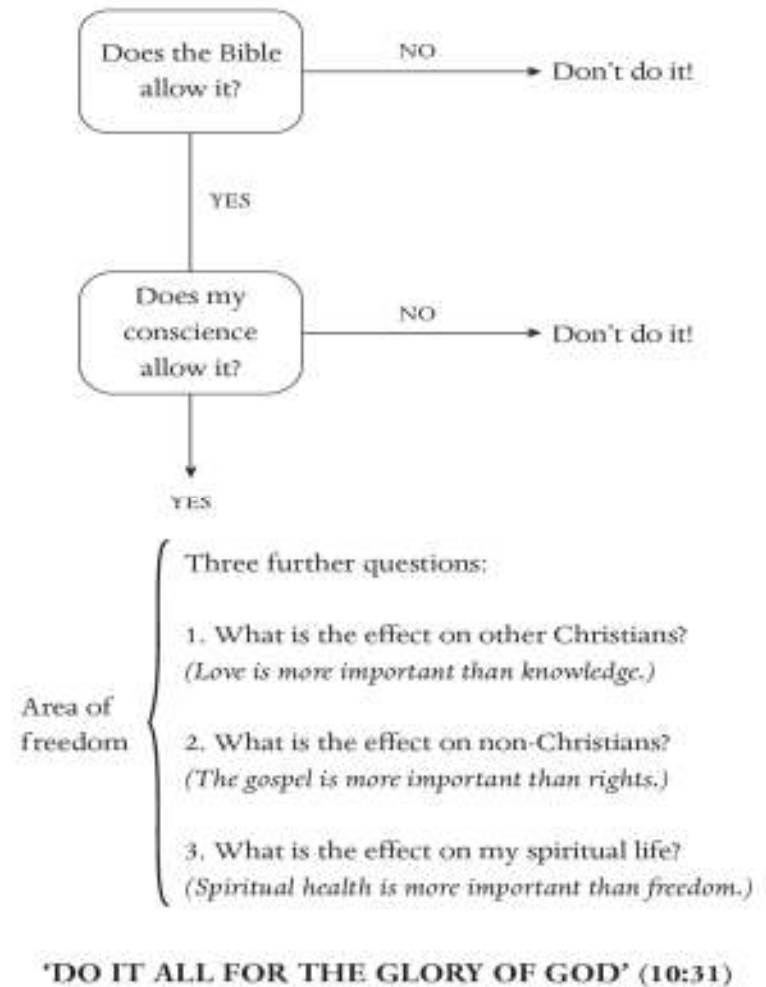 Does the Bible
allow it?
NO
Don't do it!
YES
Does my
conscience
allow it?
NO
Don't do it!
YES
Three further questions:
1. What is the effect on other Christians?
(Love is more important than knowledge.)
Area of
freedom
2. What is the effect on non-Christians?
(The gospel is more important than rights.)
3. What is the effect on my spiritual life?
(Spiritual health is more important than freedom.)
'DO IT ALL FOR THE GLORY OF GOD' (10:31)